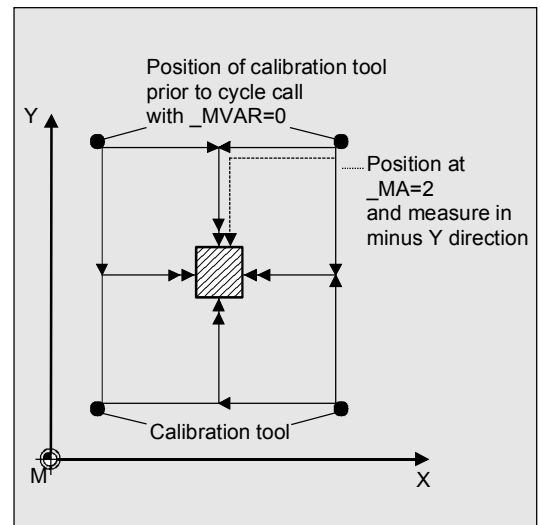 Position of calibration tool
prior to cycle call
with _MVAR=0
Y
Position at
_MA=2
and measure in
minus Y direction
Calibration tool
M
X